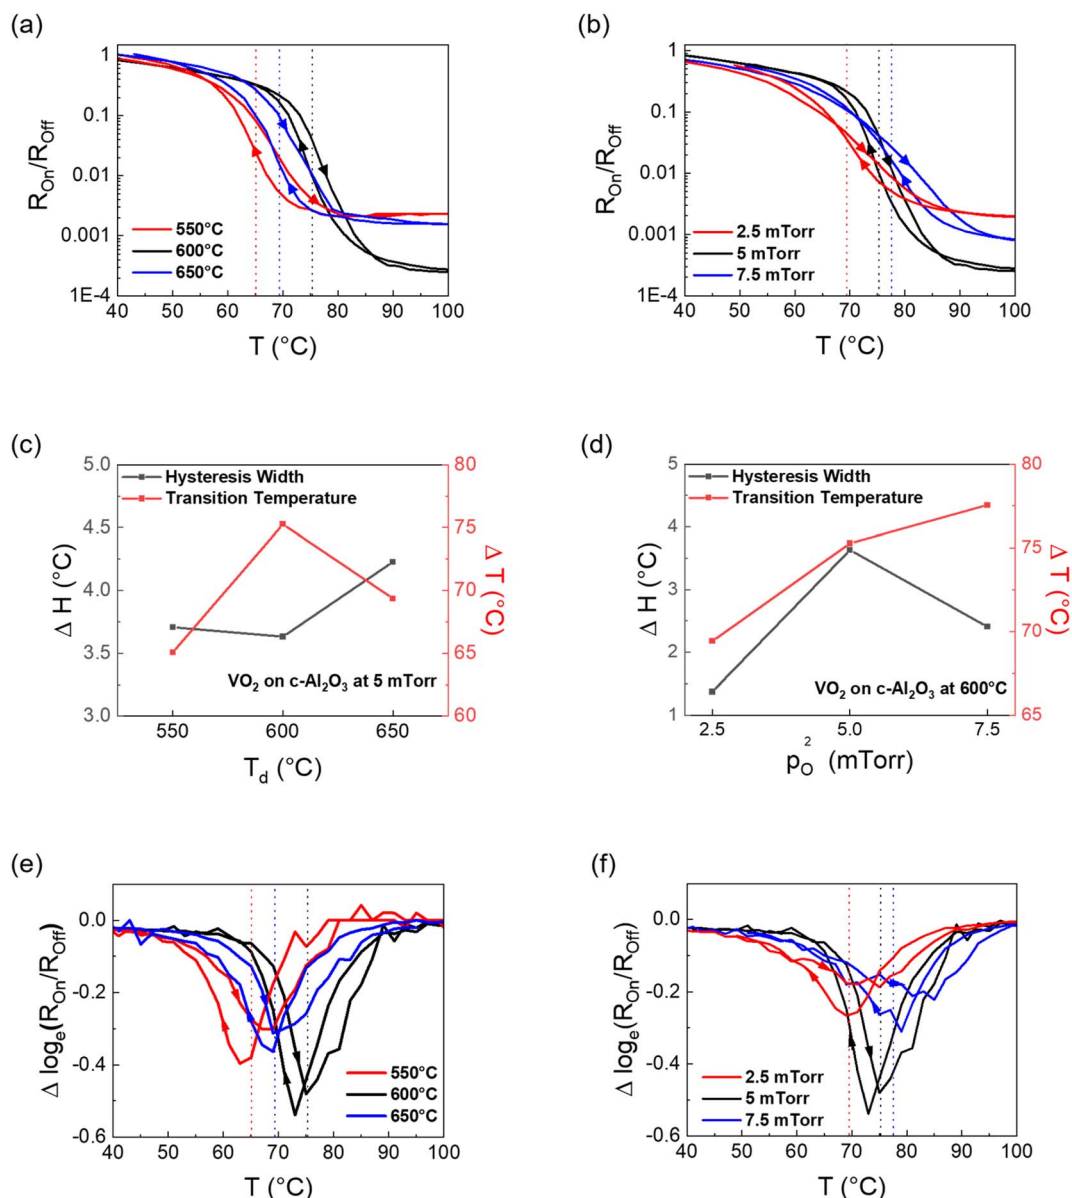 (a)
1
0.1
0.01
0.001
1E-4
R_On/R_Off
550°C
600°C
650°C
40 50 60 70 80 90 100
T (°C)
(b)
1
0.1
0.01
0.001
1E-4
R_On/R_Off
2.5 mTorr
5 mTorr
7.5 mTorr
40 50 60 70 80 90 100
T (°C)
(c)
5.0
4.5
4.0
3.5
3.0
Δ H (°C)
Hysteresis Width
Transition Temperature
VO₂ on c-Al₂O₃ at 5 mTorr
80
75
70
65
60
Δ T (°C)
550 600 650
T_d (°C)
(d)
5
4
3
2
1
Δ H (°C)
Hysteresis Width
Transition Temperature
VO₂ on c-Al₂O₃ at 600°C
80
75
70
65
Δ T (°C)
2.5 5.0 7.5
p_O² (mTorr)
(e)
0.0
-0.2
-0.4
-0.6
Δ log_e(R_On/R_Off)
550°C
600°C
650°C
40 50 60 70 80 90 100
T (°C)
(f)
0.0
-0.2
-0.4
-0.6
Δ log_e(R_On/R_Off)
2.5 mTorr
5 mTorr
7.5 mTorr
40 50 60 70 80 90 100
T (°C)